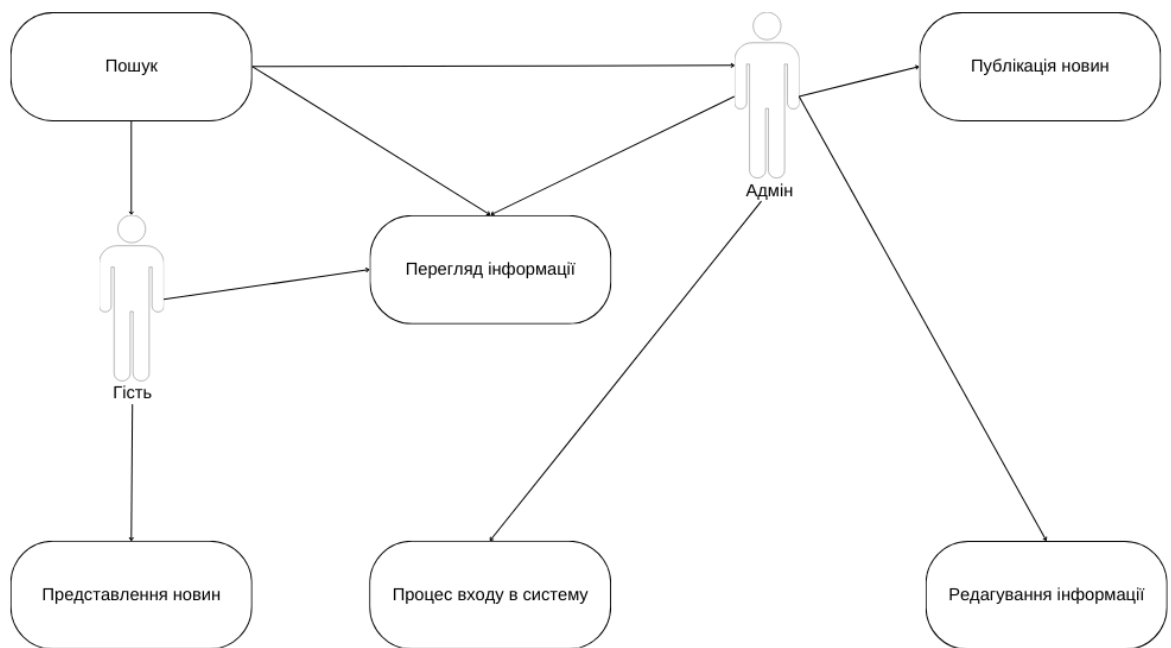 Пошук
Публікація новин
Адмін
Перегляд інформації
Гість
Представлення новин
Процес входу в систему
Редагування інформації